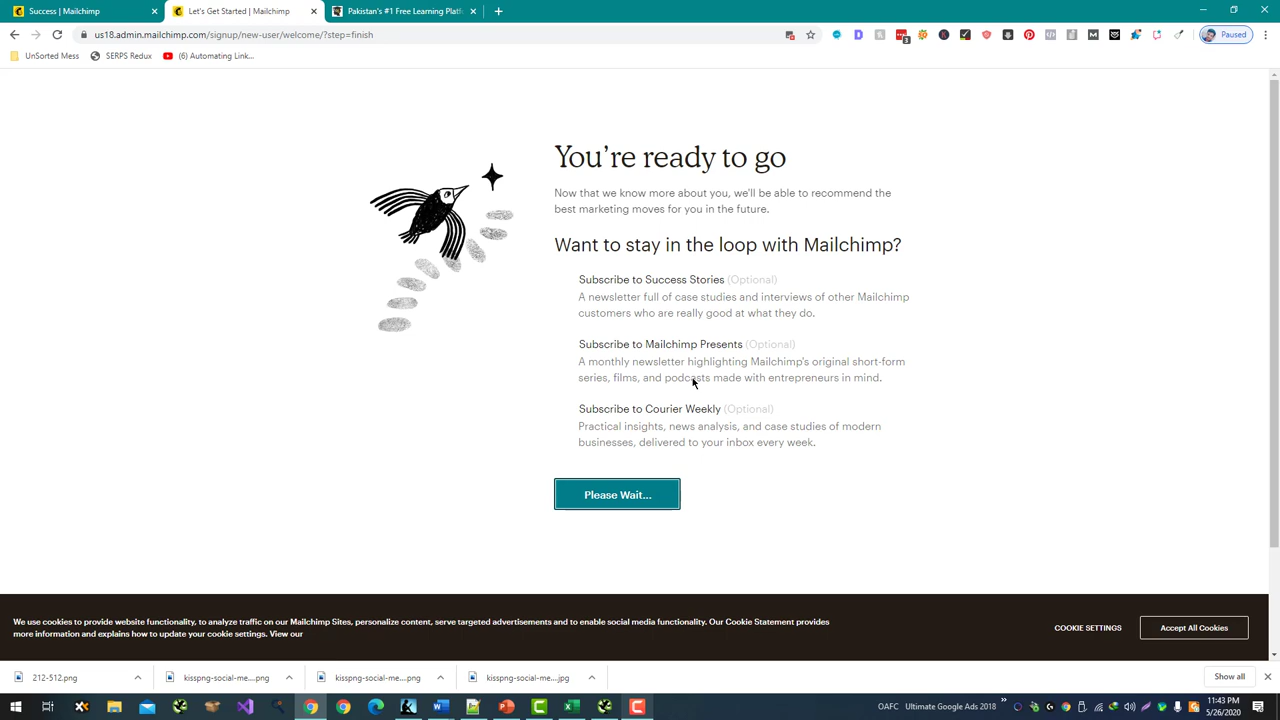 Success | Mailchimp
Let's Get Started | Mailchimp
Pakistan's #1 Free Learning Platf
us18.admin.mailchimp.com/signup/new-user/welcome/?step=finish
3
Paused
UnSorted Mess
SERPS Redux
(6) Automating Link...
You're ready to go
Now that we know more about you, we'll be able to recommend the
best marketing moves for you in the future.
Want to stay in the loop with Mailchimp?
Subscribe to Success Stories (Optional)
A newsletter full of case studies and interviews of other Mailchimp
customers who are really good at what they do.
Subscribe to Mailchimp Presents (Optional)
A monthly newsletter highlighting Mailchimp's original short-form
series, films, and podcasts made with entrepreneurs in mind.
Subscribe to Courier Weekly (Optional)
Practical insights, news analysis, and case studies of modern
businesses, delivered to your inbox every week.
Please Wait...
We use cookies to provide website functionality, to analyze traffic on our Mailchimp Sites, personalize content, serve targeted advertisements and to enable social media functionality. Our Cookie Statement provides
more information and explains how to update your cookie settings. View our
COOKIE SETTINGS
Accept All Cookies
212-512.png
kisspng-social-me....png
kisspng-social-me....png
kisspng-social-me....jpg
Show all
OAFC
Ultimate Google Ads 2018
11:43 PM
5/26/2020